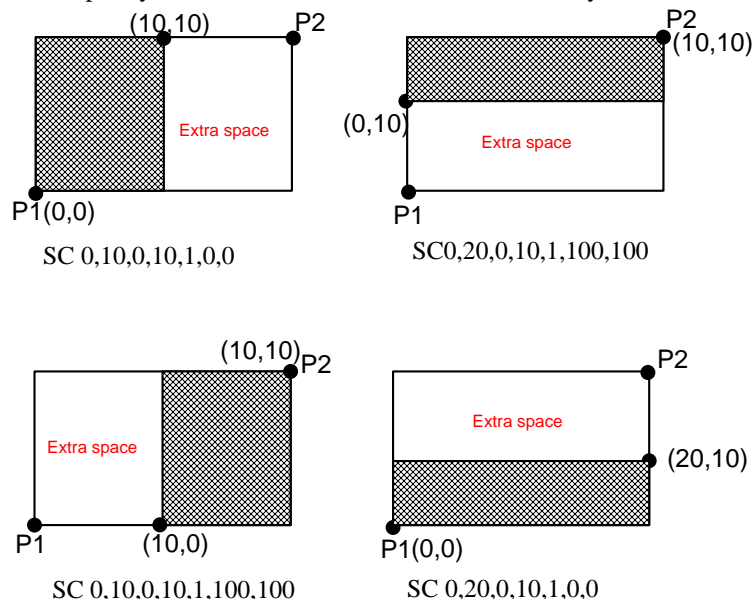 (10,10) P2
Extra space
P1(0,0)
SC 0,10,0,10,1,0,0
P2
(10,10)
(0,10)
Extra space
P1
SC0,20,0,10,1,100,100
(10,10) P2
Extra space
P1 (10,0)
SC 0,10,0,10,1,100,100
P2
Extra space
(20,10)
P1(0,0)
SC 0,20,0,10,1,0,0